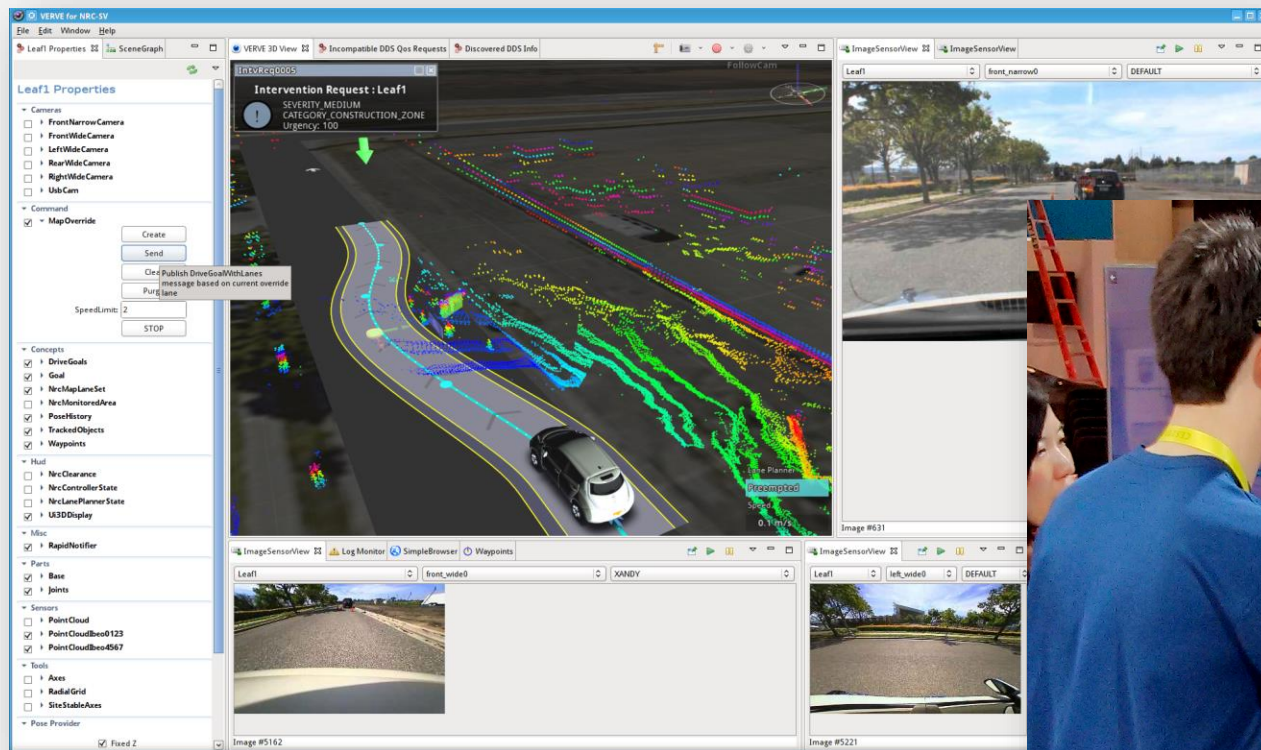 VERVE for NRC-SV
File Edit Window Help
Leaf1 Properties SceneGraph
Leaf1 Properties
Cameras
FrontNarrowCamera
FrontWideCamera
LeftWideCamera
RearWideCamera
RightWideCamera
UsbCam
Command
MapOverride
Create
Send
Clea
Purg
Publish DriveGoalWithLanes
message based on current override
lane
SpeedLimit: 2
STOP
Concepts
DriveGoals
Goal
NrcMapLaneSet
NrcMonitoredArea
PoseHistory
TrackedObjects
Waypoints
Hud
NrcClearance
NrcControllerState
NrcLanePlannerState
Ui3DDisplay
Misc
RapidNotifier
Parts
Base
Joints
Sensors
PointCloud
PointCloudIbeo0123
PointCloudIbeo4567
Tools
Axes
RadialGrid
SiteStableAxes
Pose Provider
Fixed Z
VERVE 3D View Incompatible DDS Qos Requests Discovered DDS Info
IntvReq0005
Intervention Request : Leaf1
SEVERITY_MEDIUM
CATEGORY_CONSTRUCTION_ZONE
Urgency: 100
FollowCam
Lane Planner
Preempted
Speed
0.1 m/s
ImageSensorView ImageSensorView
Leaf1 front_narrow0 DEFAULT
Image #631
ImageSensorView Log Monitor SimpleBrowser Waypoints
Leaf1 front_wide0 XANDY
Image #5162
ImageSensorView
Leaf1 left_wide0 DEFAULT
Image #5221